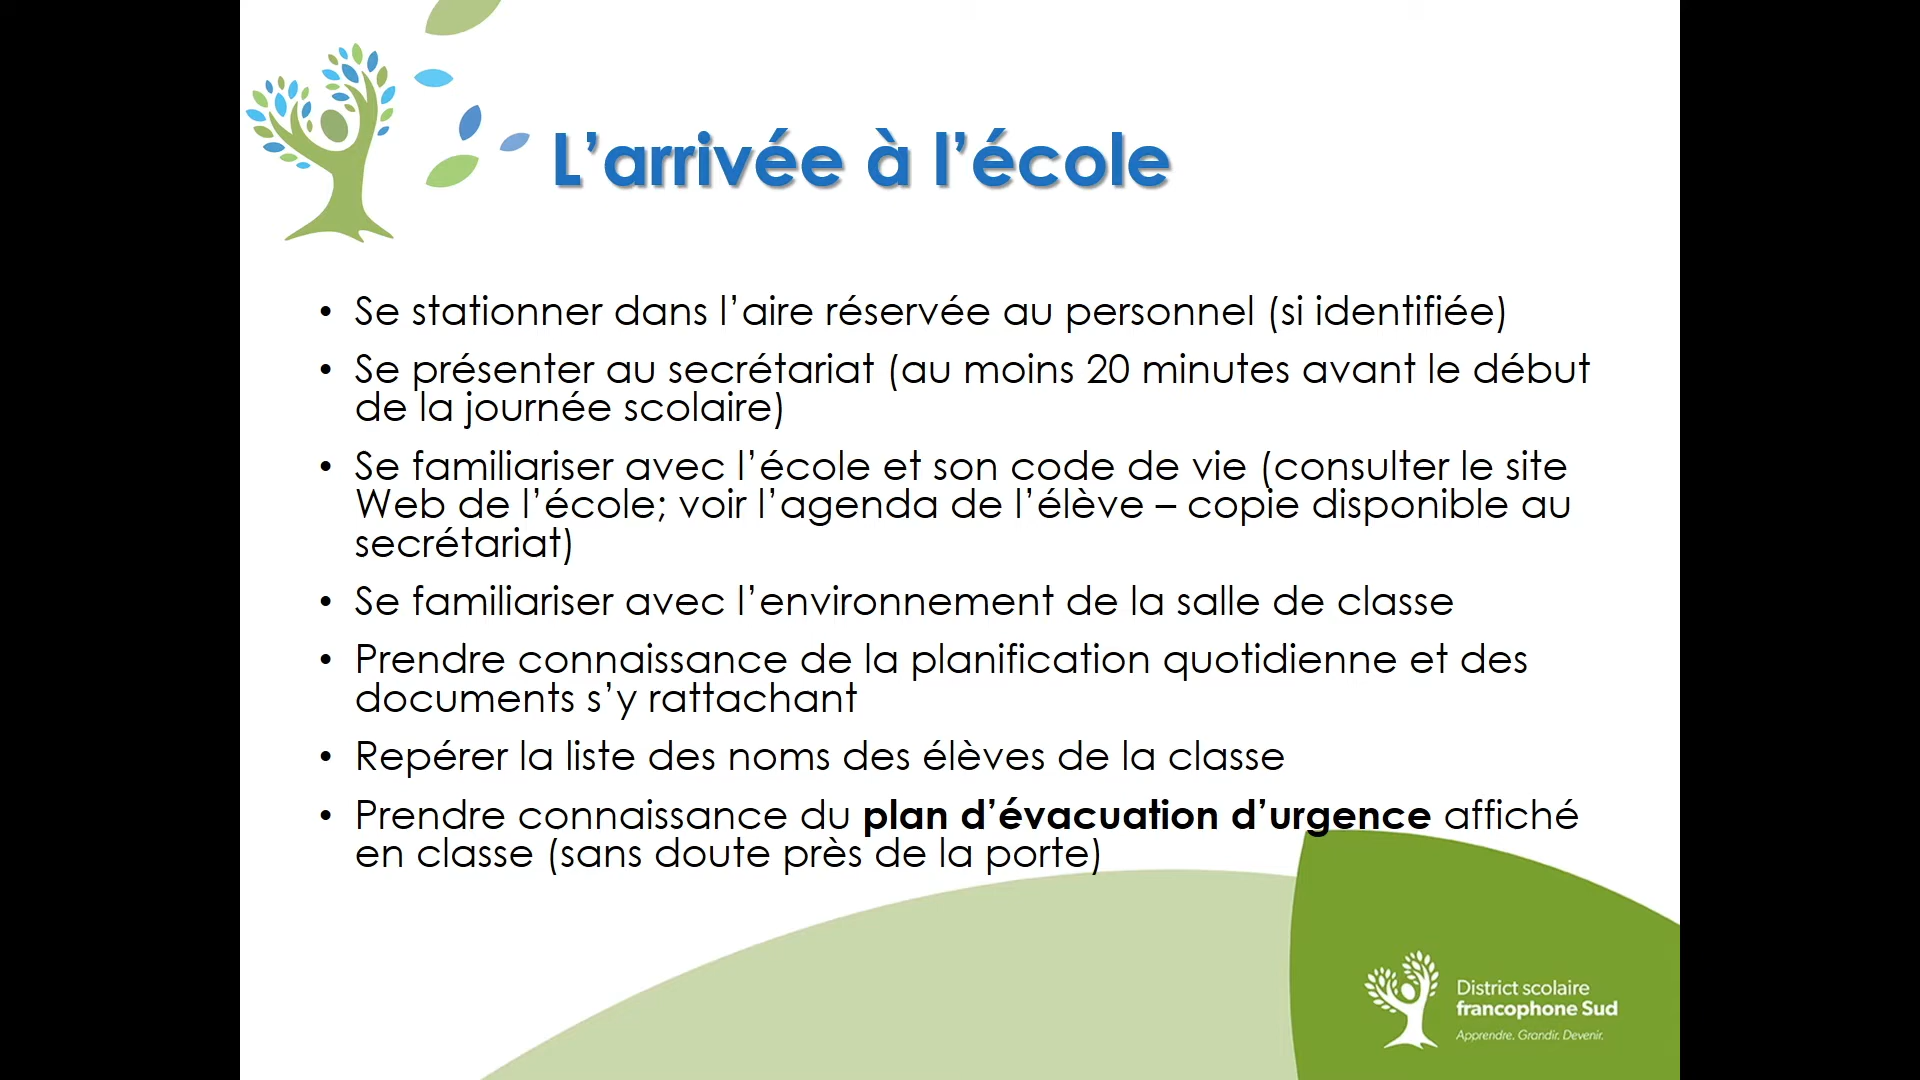 L’arrivée à l’école
• Se stationner dans l’aire réservée au personnel (si identifiée)
• Se présenter au secrétariat (au moins 20 minutes avant le début
de la journée scolaire)
• Se familiariser avec l’école et son code de vie (consulter le site
Web de l’école; voir l’agenda de l’élève – copie disponible au
secrétariat)
• Se familiariser avec l’environnement de la salle de classe
• Prendre connaissance de la planification quotidienne et des
documents s’y rattachant
• Repérer la liste des noms des élèves de la classe
• Prendre connaissance du plan d’évacuation d’urgence affiché
en classe (sans doute près de la porte)
District scolaire
francophone Sud
Apprendre. Grandir. Devenir.